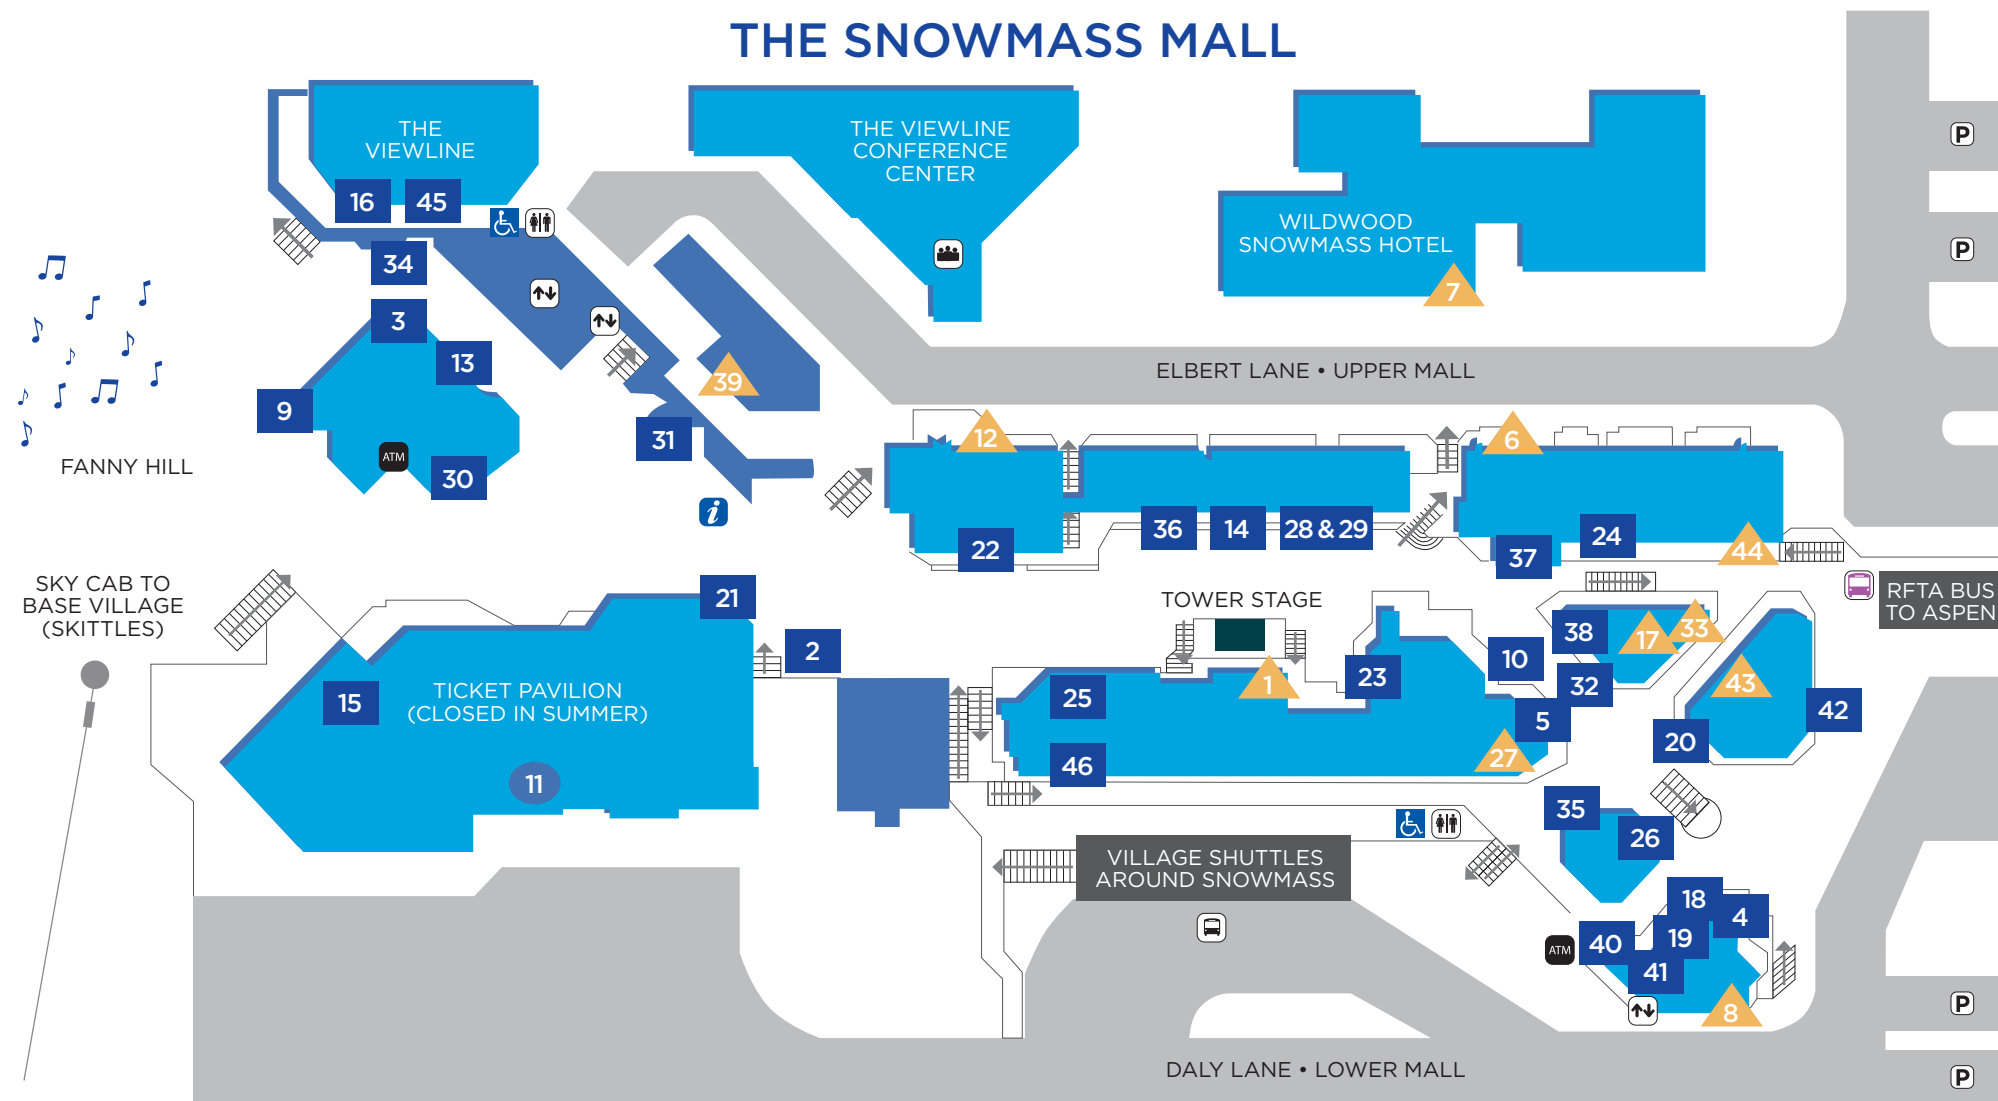 THE SNOWMASS MALL
THE
VIEWLINE
16
45
THE VIEWLINE
CONFERENCE
CENTER
WILDWOOD
SNOWMASS HOTEL
7
P
P
34
3
13
9
ATM
30
FANNY HILL
39
31
i
ELBERT LANE • UPPER MALL
12
6
22
36
14
28 & 29
37
24
44
SKY CAB TO
BASE VILLAGE
(SKITTLES)
21
2
15
TICKET PAVILION
(CLOSED IN SUMMER)
11
TOWER STAGE
1
23
25
46
10
5
27
38
17
33
32
43
42
20
RFTA BUS
TO ASPEN
35
26
VILLAGE SHUTTLES
AROUND SNOWMASS
18
4
19
40
41
ATM
8
P
P
DALY LANE • LOWER MALL